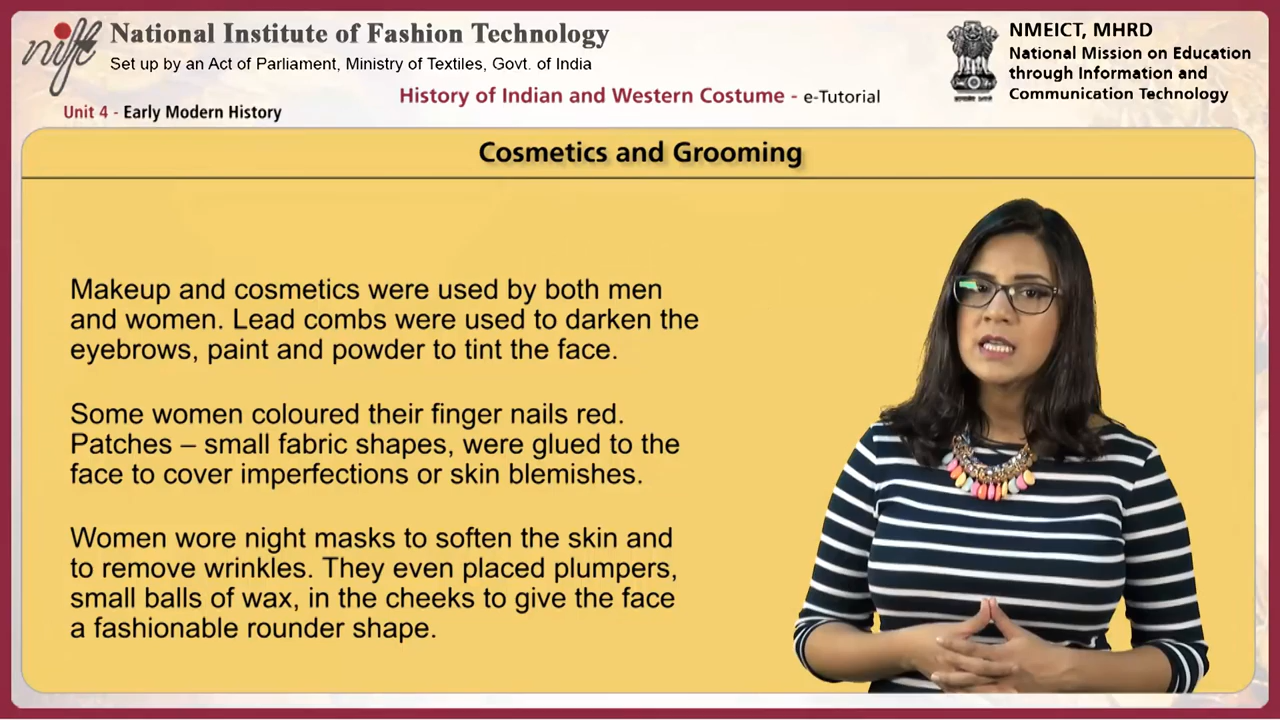 nift
National Institute of Fashion Technology
Set up by an Act of Parliament, Ministry of Textiles, Govt. of India
NMEICT, MHRD
National Mission on Education
through Information and
Communication Technology
History of Indian and Western Costume - e-Tutorial
Unit 4 - Early Modern History
Cosmetics and Grooming
Makeup and cosmetics were used by both men
and women. Lead combs were used to darken the
eyebrows, paint and powder to tint the face.
Some women coloured their finger nails red.
Patches – small fabric shapes, were glued to the
face to cover imperfections or skin blemishes.
Women wore night masks to soften the skin and
to remove wrinkles. They even placed plumpers,
small balls of wax, in the cheeks to give the face
a fashionable rounder shape.